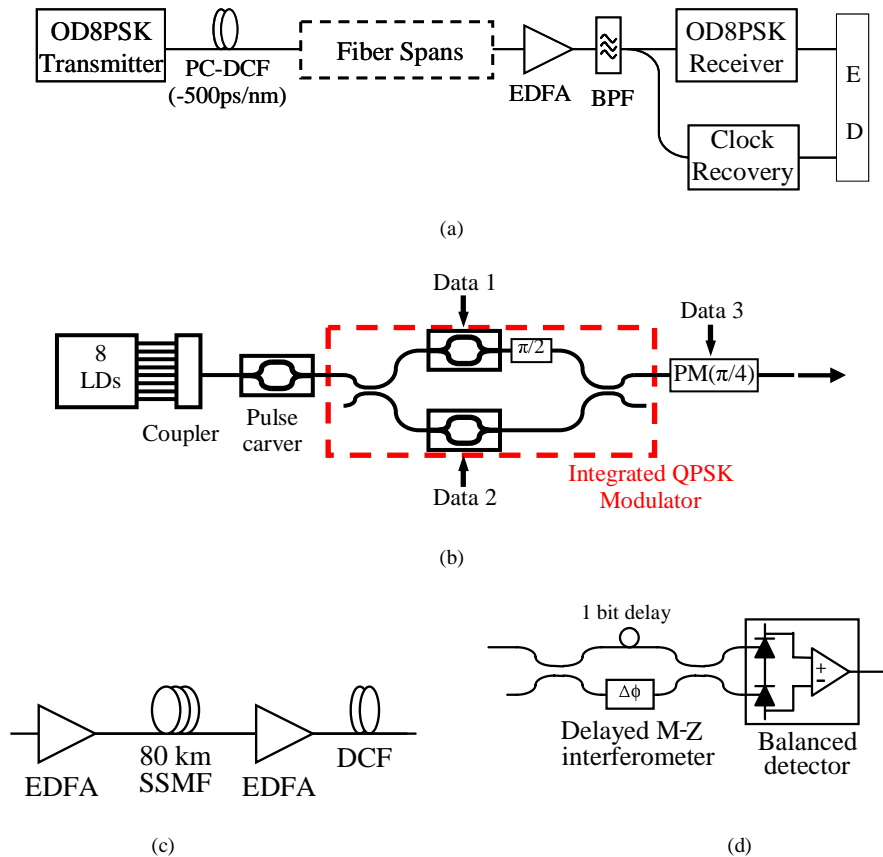 OD8PSK
Transmitter
PC-DCF
(-500ps/nm)
Fiber Spans
EDFA
BPF
OD8PSK
Receiver
Clock
Recovery
E
D
(a)
8
LDs
Coupler
Pulse
carver
Data 1
π/2
Data 2
Integrated QPSK
Modulator
Data 3
PM(π/4)
(b)
EDFA
80 km
SSMF
EDFA
DCF
(c)
1 bit delay
Δϕ
Delayed M-Z
interferometer
+
-
Balanced
detector
(d)